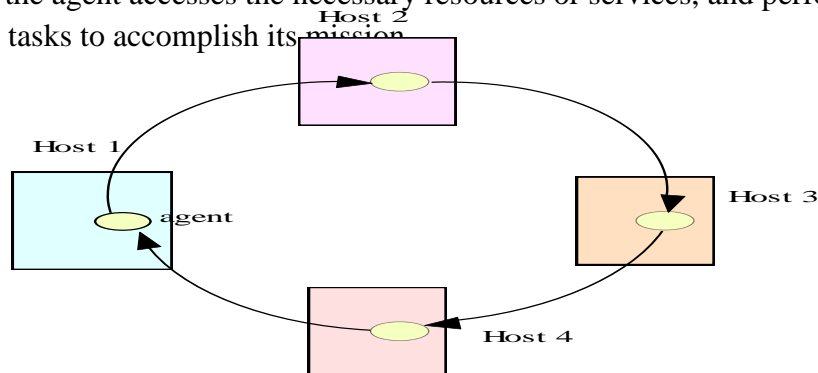 the agent accesses the necessary resources or services, and
Host 2
tasks to accomplish its mission
Host 1
Host 3
agent
Host 4